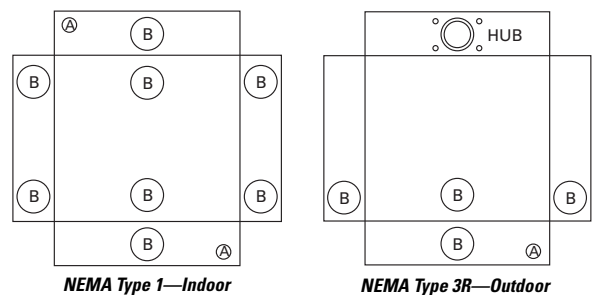 A B
HUB
B B B
B B B
B B B
B B B
B A
B A
NEMA Type 1—Indoor
NEMA Type 3R—Outdoor